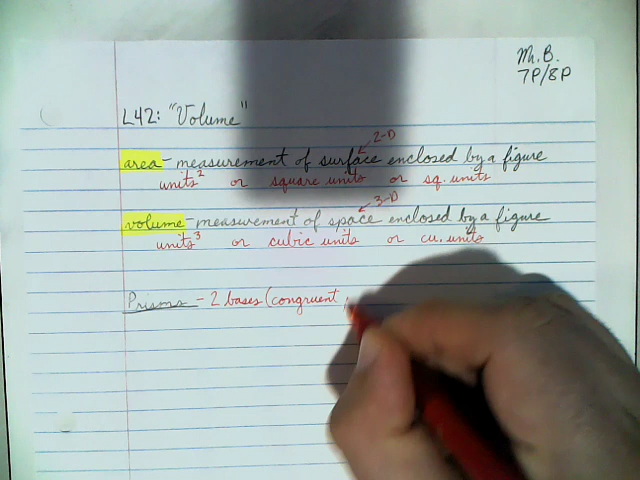 Mr. B.
7P/8P
L42: "Volume"
2-D
area - measurement of surface enclosed by a figure
units² or square units or sq. units
3-D
volume - measurement of space enclosed by a figure
units³ or cubic units or cu. units
Prisms - 2 bases (congruent,